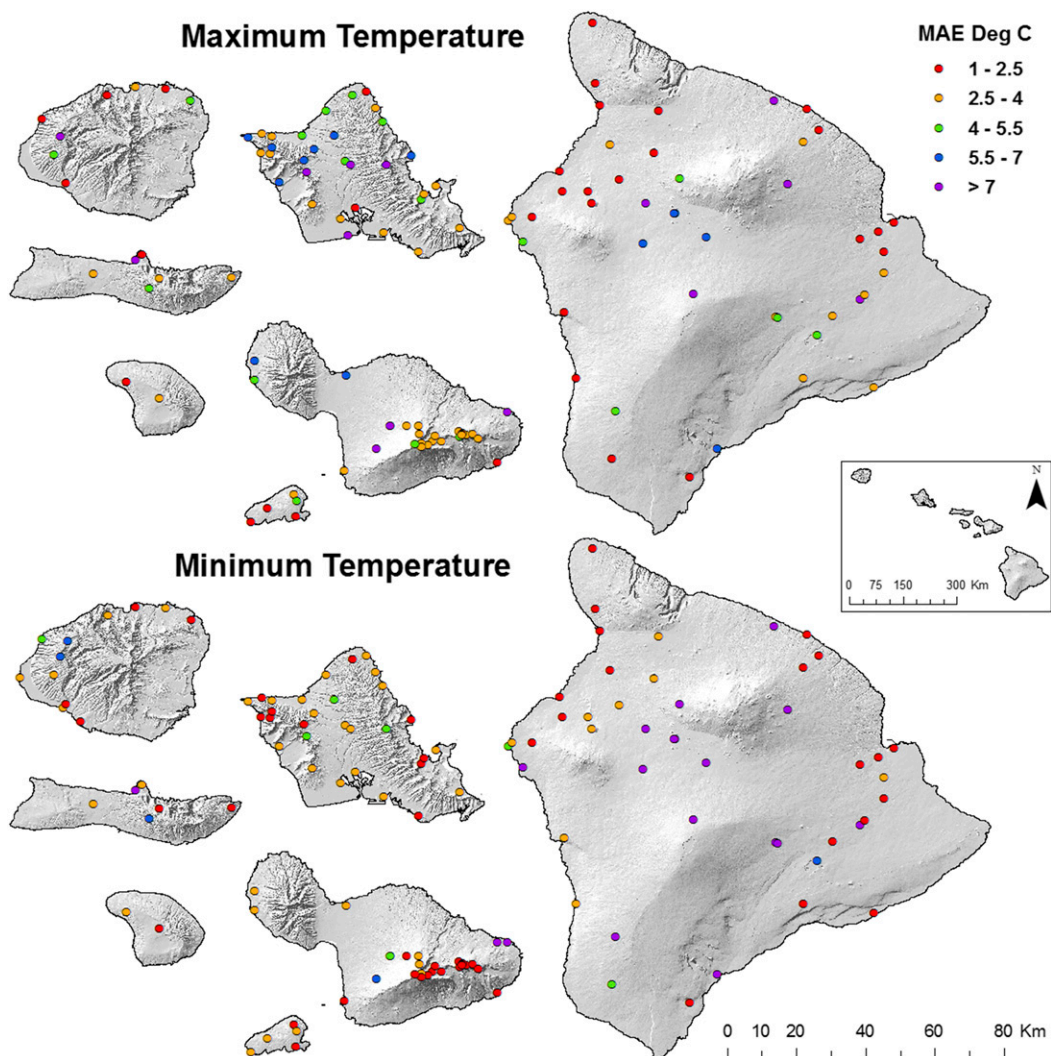 Maximum Temperature
MAE Deg C
1 - 2.5
2.5 - 4
4 - 5.5
5.5 - 7
> 7
N
0 75 150 300 Km
Minimum Temperature
0 10 20 40 60 80 Km